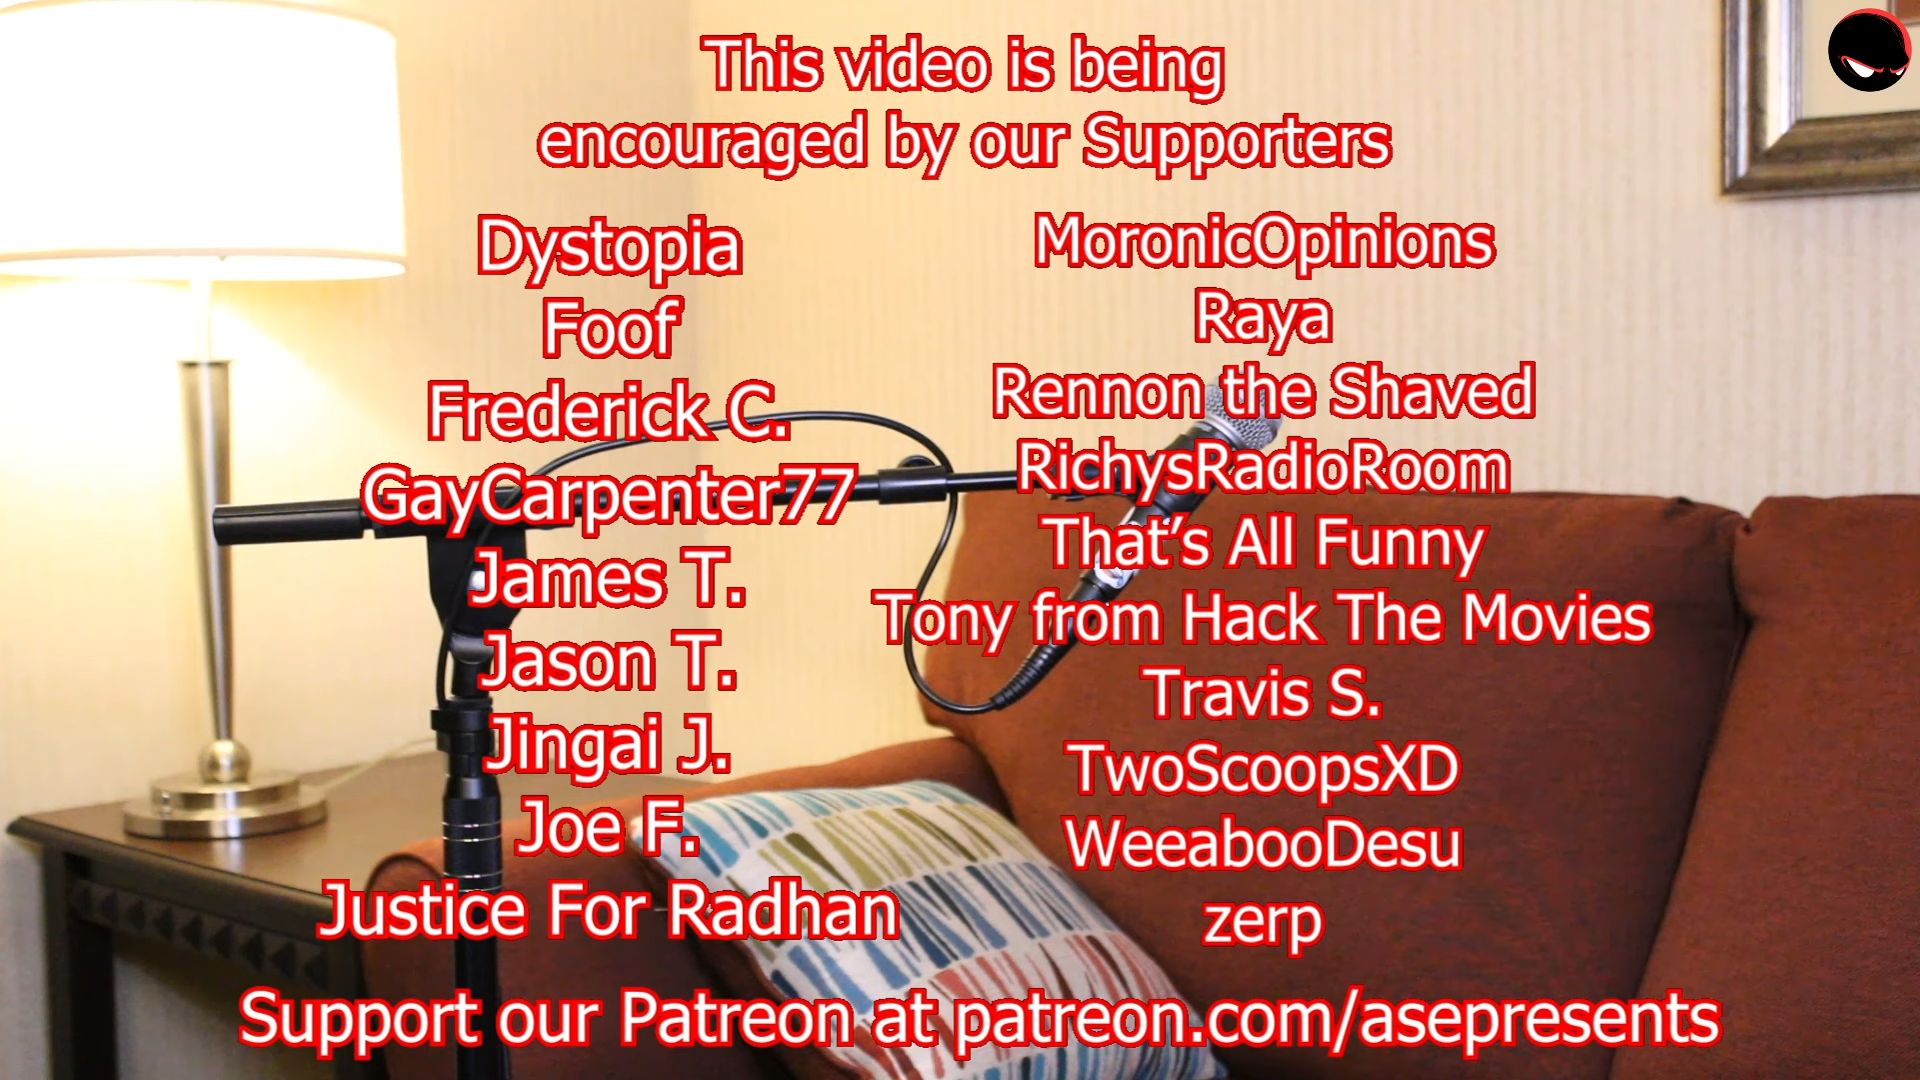 This video is being
encouraged by our Supporters
Dystopia
Foof
Frederick C.
GayCarpenter77
James T.
Jason T.
Jingai J.
Joe F.
Justice For Radhan
MoronicOpinions
Raya
Rennon the Shaved
RichysRadioRoom
That’s All Funny
Tony from Hack The Movies
Travis S.
TwoScoopsXD
WeeabooDesu
zerp
Support our Patreon at patreon.com/asepresents